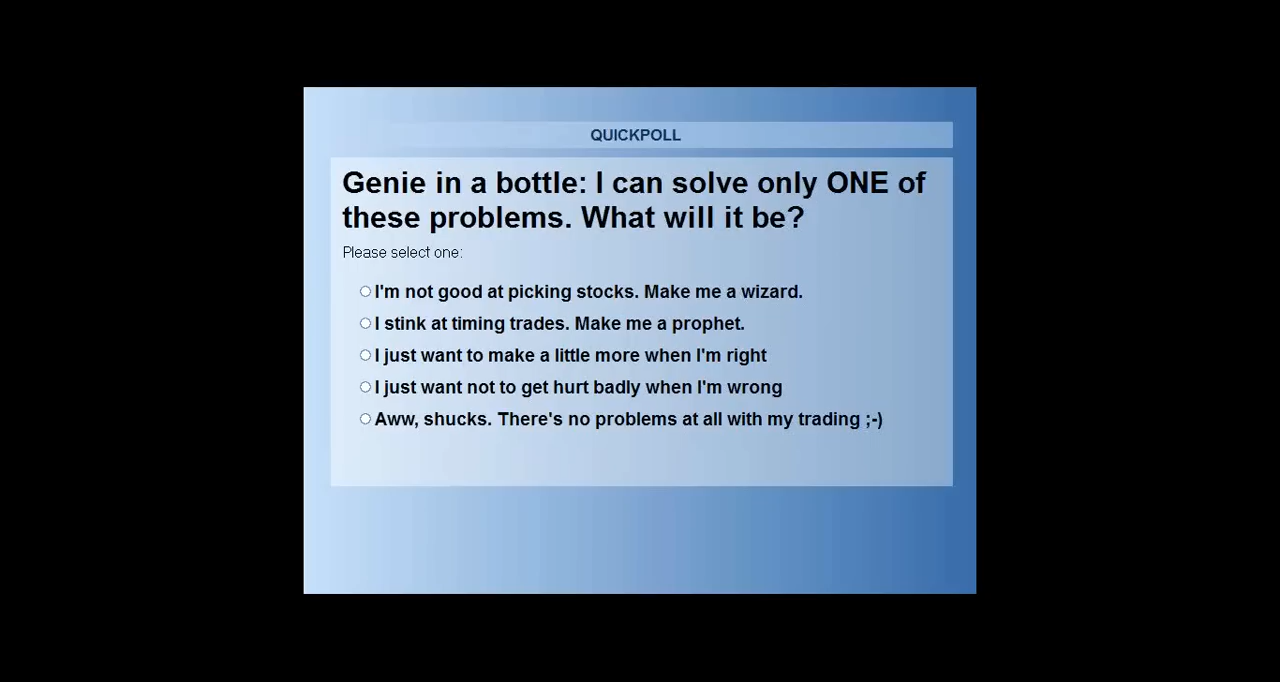 QUICKPOLL
Genie in a bottle: I can solve only ONE of
these problems. What will it be?
Please select one:
I'm not good at picking stocks. Make me a wizard.
I stink at timing trades. Make me a prophet.
I just want to make a little more when I'm right
I just want not to get hurt badly when I'm wrong
Aww, shucks. There's no problems at all with my trading ;-)